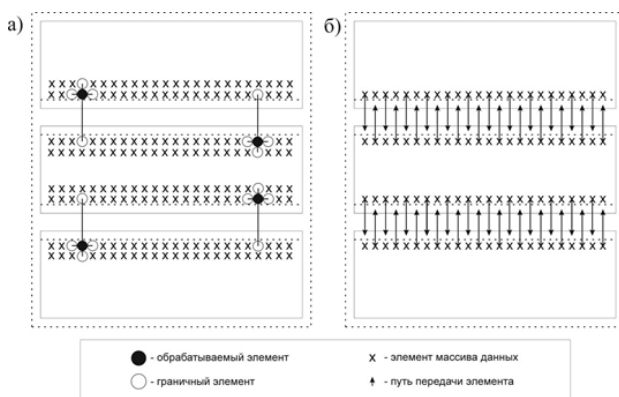 а)
б)
- обрабатываемый элемент
х - элемент массива данных
- граничный элемент
- путь передачи элемента